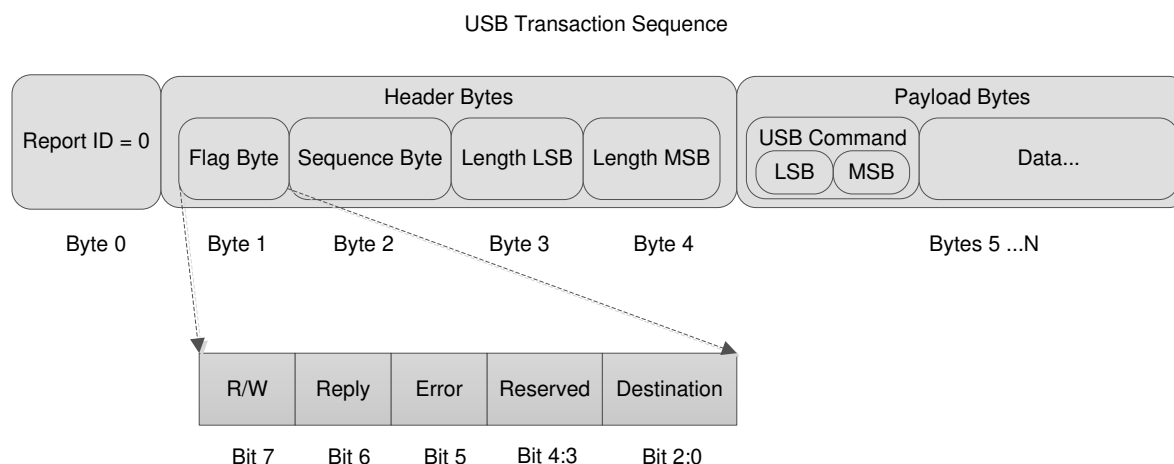 USB Transaction Sequence
Header Bytes
Payload Bytes
Report ID = 0
Flag Byte
Sequence Byte
Length LSB
Length MSB
USB Command
LSB
MSB
Data...
Byte 0
Byte 1
Byte 2
Byte 3
Byte 4
Bytes 5 ...N
R/W
Reply
Error
Reserved
Destination
Bit 7
Bit 6
Bit 5
Bit 4:3
Bit 2:0